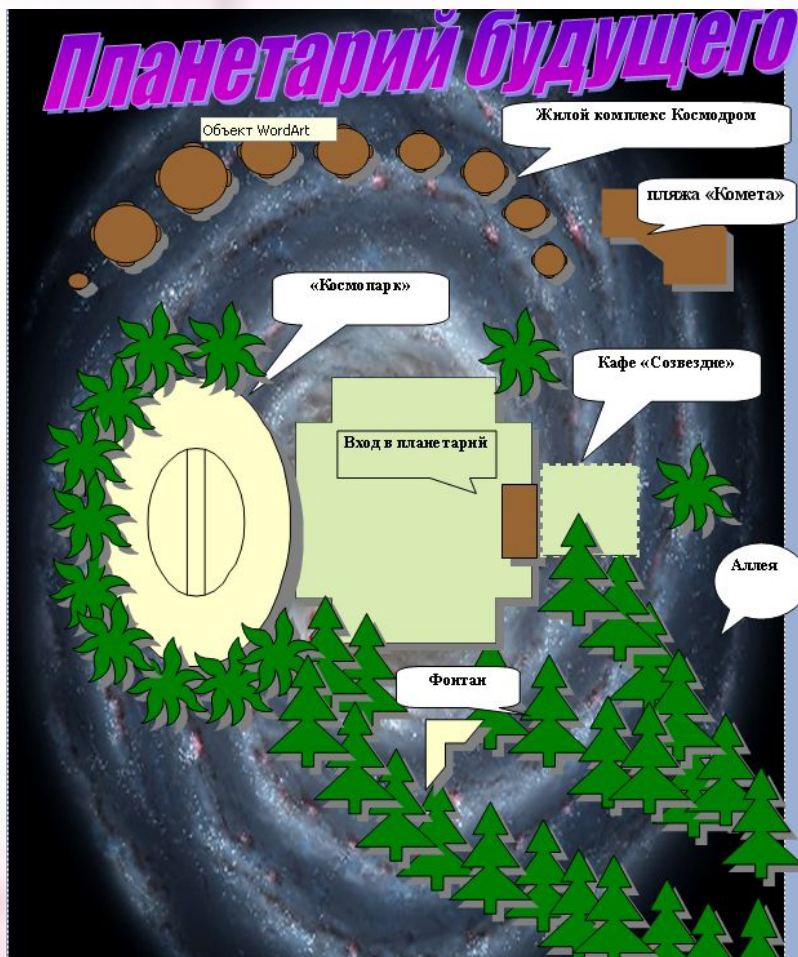 Планетарий будущего
Объект WordArt
Жилой комплекс Космодром
пляжа «Комета»
«Космопарк»
Кафе «Созвездие»
Вход в планетарий
Аллея
Фонтан